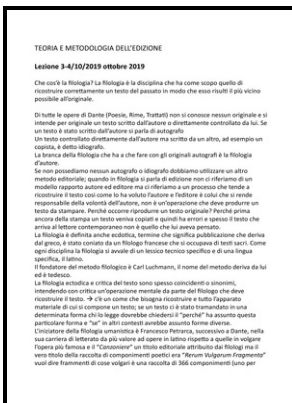 TEORIA E METODOLOGIA DELL'EDIZIONE
Lezione 3-4/10/2019 ottobre 2019
Che cos'è la filologia? La filologia è la disciplina che ha come scopo quello di
ricostruire correttamente un testo del passato in modo che esso risulti il più vicino
possibile all'originale.
Di tutte le opere di Dante (Poesie, Rime, Trattati) non si conosce nessun originale e si
intende per originale un testo scritto dall'autore o direttamente controllato da lui. Se
un testo è stato scritto dall'autore si parla di autografo
Un testo controllato direttamente dall'autore ma scritto da un altro, ad esempio un
copista, è detto idiografo.
La branca della filologia che ha a che fare con gli originali autografi è la filologia
d'autore.
Se non possediamo nessun autografo o idiografo dobbiamo utilizzare un altro
metodo editoriale; quando in filologia si parla di edizione non ci riferiamo di un
modello rapporto autore ed editore ma ci riferiamo a un processo che tende a
ricostruire il testo così come lo ha voluto l'autore e l'editore è colui che si rende
responsabile della volontà dell'autore, non è un'operazione che deve produrre un
testo da stampare. Perché occorre riprodurre un testo originale? Perché prima
ancora della stampa un testo veniva copiati e quindi ha errori e spesso il testo che
arriva al lettore contemporaneo non è quello che lui aveva pensato.
La filologia è definita anche ecdotica, termine che significa pubblicazione che deriva
dal greco, è stato coniato da un filologo francese che si occupava di testi sacri. Come
ogni disciplina la filologia si avvale di un lessico tecnico specifico e di una lingua
specifica, il latino.
Il fondatore del metodo filologico è Carl Luchmann, il nome del metodo deriva da lui
ed è tedesco.
La filologia ecdotica e critica del testo sono spesso coincidenti o sinonimi,
intendendo con critica un'operazione mentale da parte del filologo che deve
ricostruire il testo. → c'è un come che bisogna ricostruire e tutto l'apparato
materiale di cui si compone un testo; se un testo ci è stato tramandato in una
determinata forma chi lo legge dovrebbe chiedersi il "perché" ha assunto questa
particolare forma e "se" in altri contesti avrebbe assunto forme diverse.
L'iniziatore della filologia umanistica è Francesco Petrarca, successivo a Dante, nella
sua carriera di letterato da più valore ad opere in latino rispetto a quelle in volgare
l'opera più famosa e il "Canzoniere" un titolo editoriale attribuito dai filologi ma il
vero titolo della raccolta di componimenti poetici era "Rerum Vulgarum Fragmenta"
vuol dire frammenti di cose volgari è una raccolta di 366 componimenti (uno per